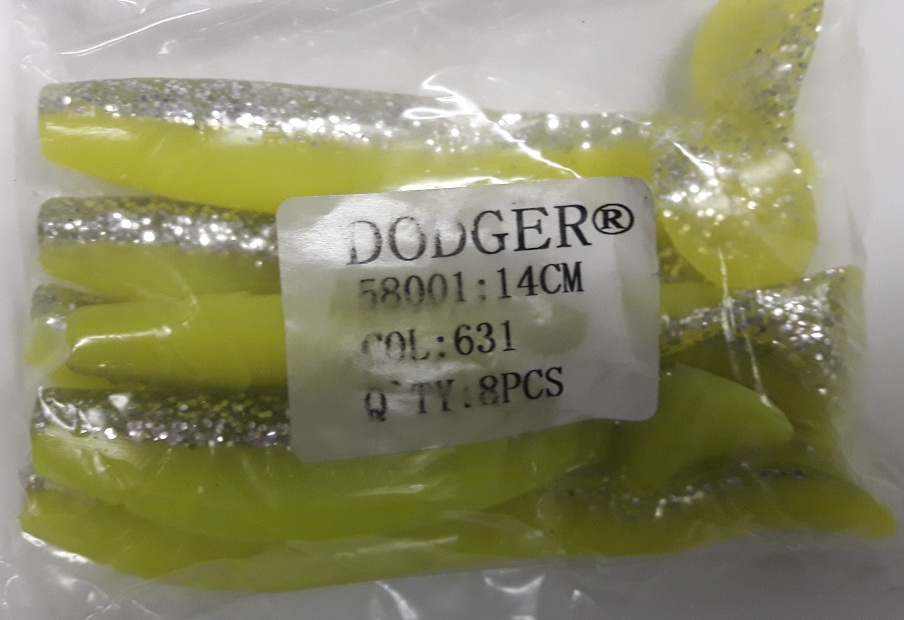 DODGER®
58001:14CM
COL:631
Q`TY:8PCS